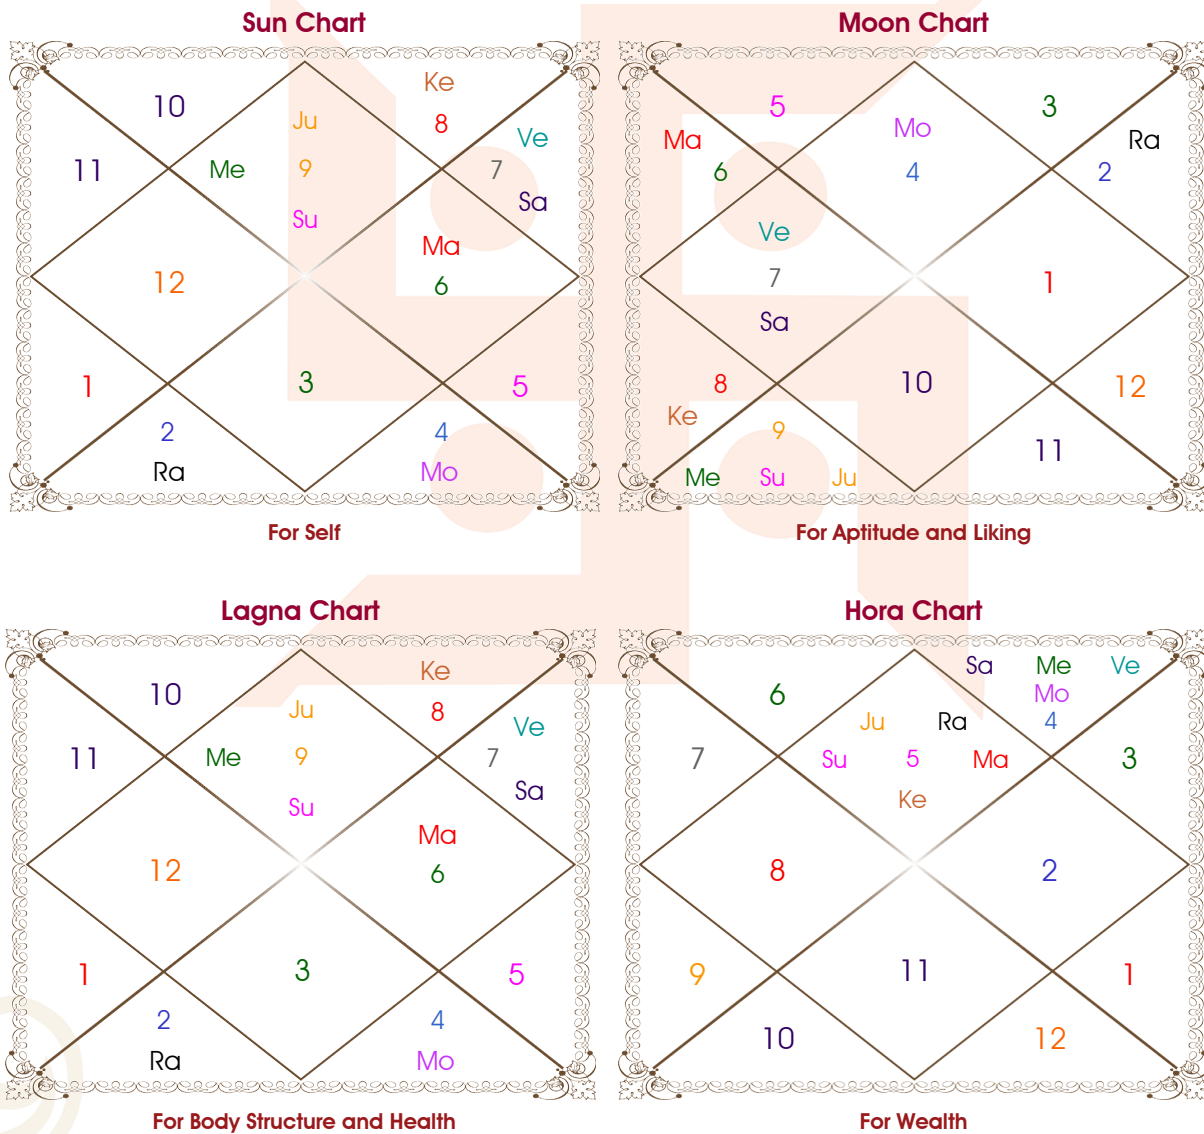 Sun Chart
Ke
10
Ju
8
Ve
11
Me
9
7
Sa
Su
Ma
12
6
1
3
5
2
4
Ra
Mo
For Self
Moon Chart
5
3
Mo
Ma
Ra
6
4
2
Ve
7
1
Sa
8
10
12
Ke
9
11
Me
Su
Ju
For Aptitude and Liking
Lagna Chart
Ke
10
Ju
8
Ve
11
Me
9
7
Sa
Su
Ma
12
6
1
3
5
2
4
Ra
Mo
For Body Structure and Health
Hora Chart
Sa
Me
Ve
6
Mo
Ju
Ra
4
7
Su
5
Ma
3
Ke
8
2
9
11
1
10
12
For Wealth